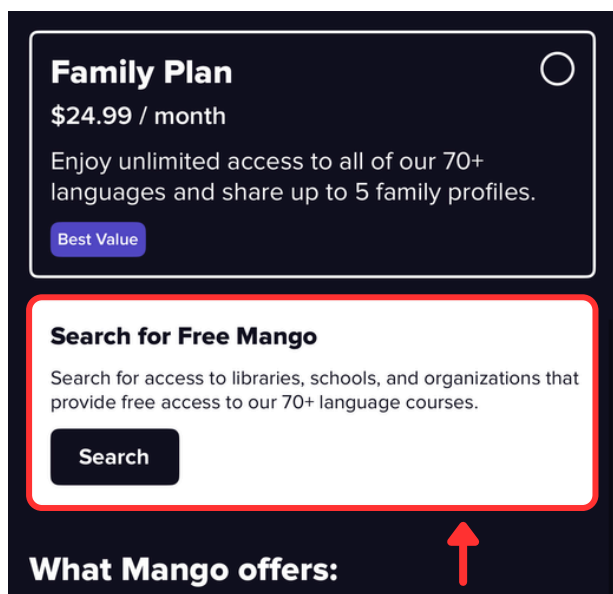 Family Plan
$24.99 / month
Enjoy unlimited access to all of our 70+
languages and share up to 5 family profiles.
Best Value
Search for Free Mango
Search for access to libraries, schools, and organizations that
provide free access to our 70+ language courses.
Search
What Mango offers: